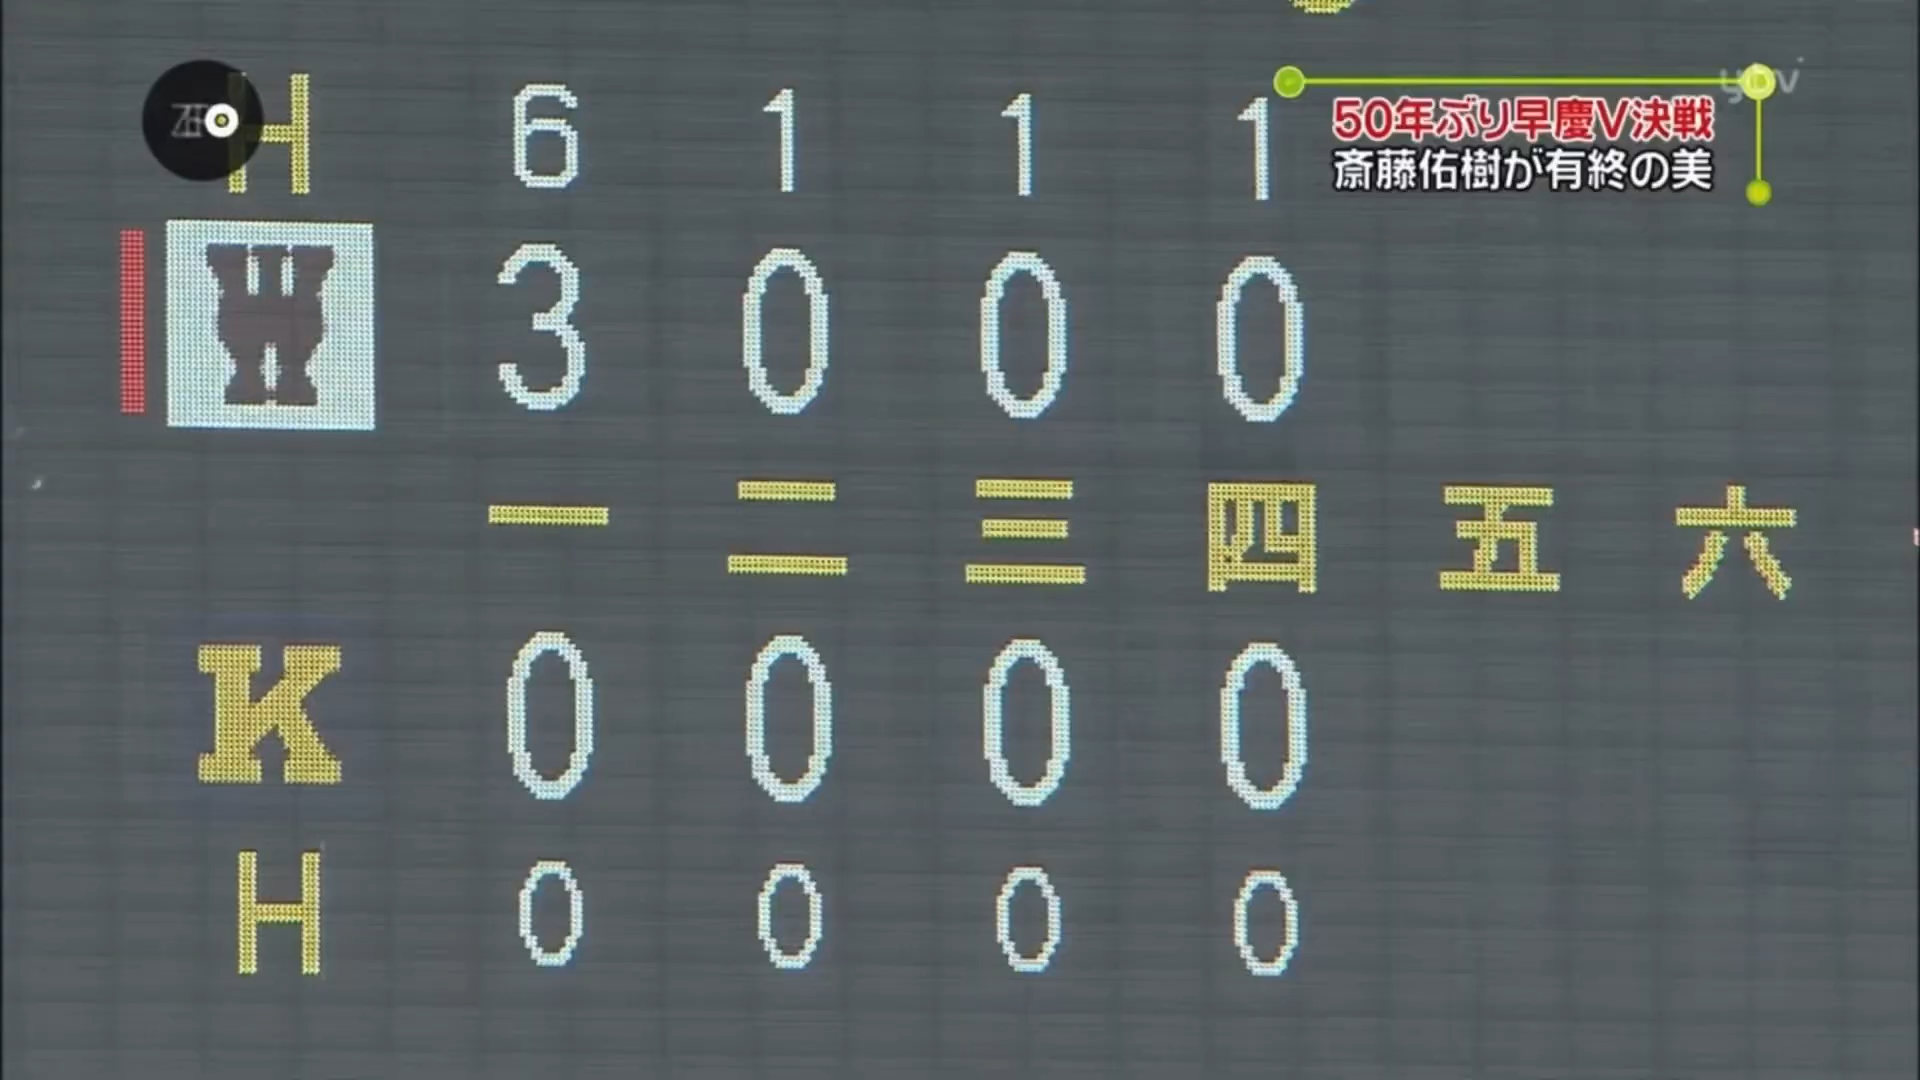 H 6 1 1 1
50年ぶり早慶V決戦
斎藤佑樹が有終の美
ytv
W 3 0 0 0
一 二 三 四 五 六
K 0 0 0 0
H 0 0 0 0